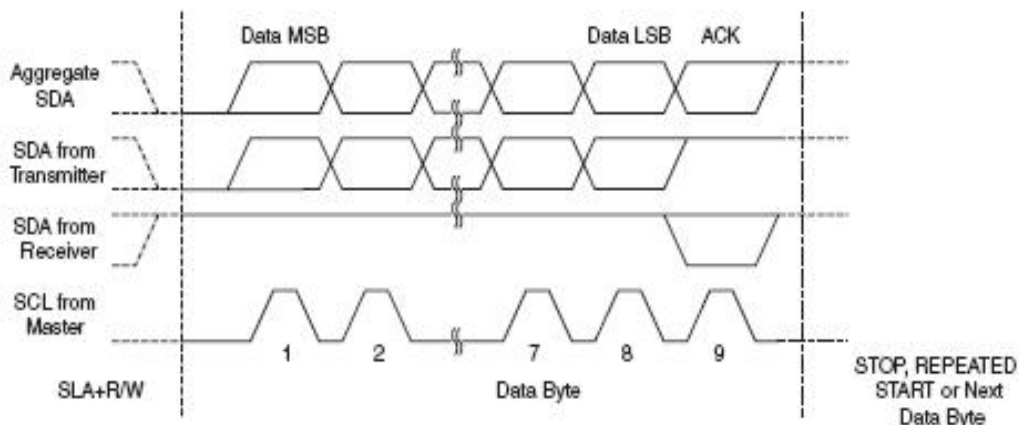 Data MSB
Data LSB
ACK
Aggregate
SDA
SDA from
Transmitter
SDA from
Receiver
SCL from
Master
1
2
7
8
9
SLA+R/W
Data Byte
STOP, REPEATED
START or Next
Data Byte